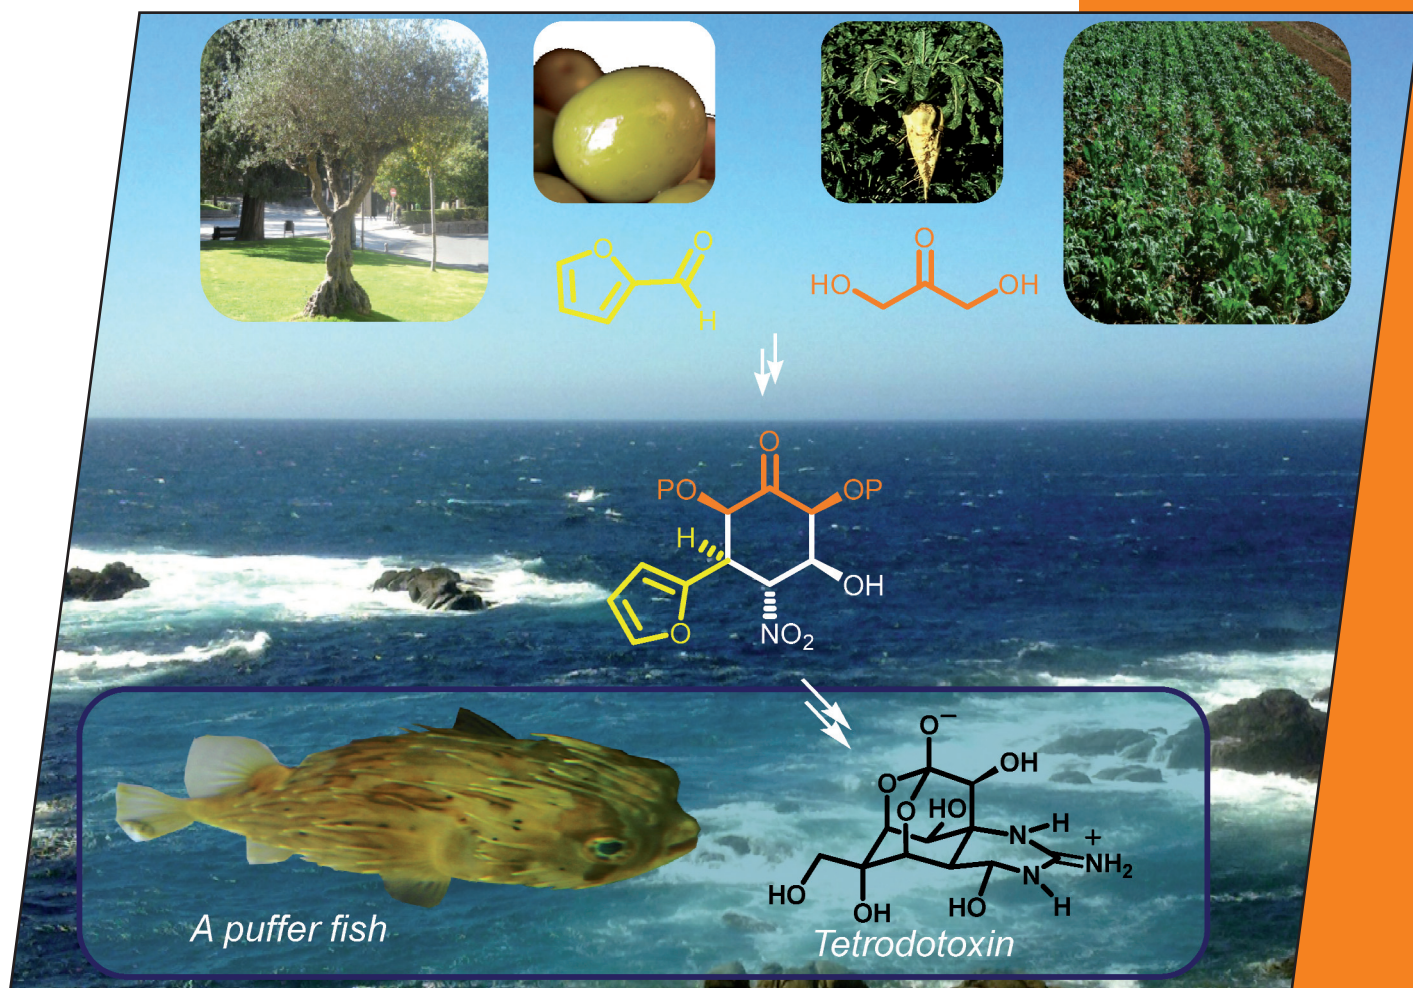 O
O
H
O
HO
OH
O
PO
OP
H
OH
O
NO₂
O⁻
OH
O
O
HO
N
H
+
NH₂
N
H
HO
OH
HO
A puffer fish
Tetrodotoxin